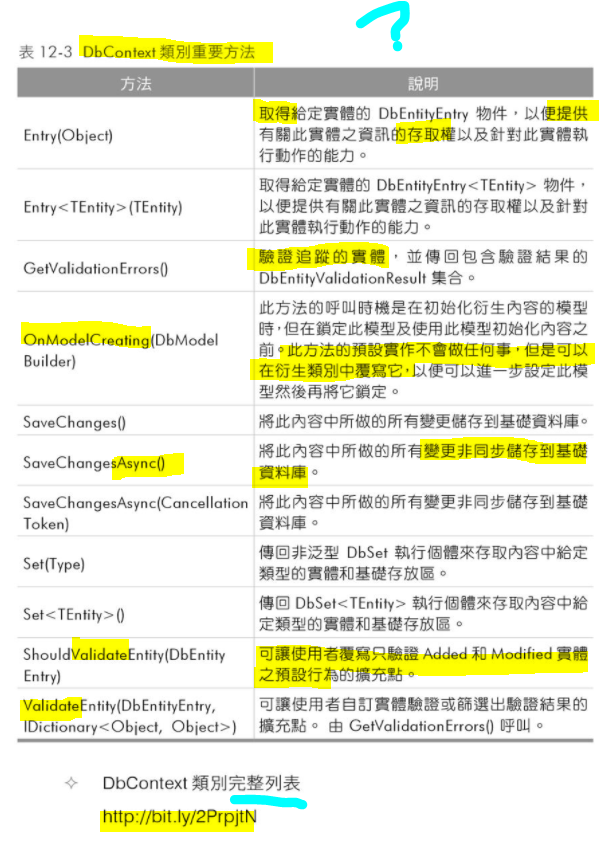 ?
表 12-3 DbContext 類別重要方法
方法 說明
Entry(Object)
取得給定實體的 DbEntityEntry 物件，以便提供
有關此實體之資訊的存取權以及針對此實體執
行動作的能力。
Entry<TEntity>(TEntity)
取得給定實體的 DbEntityEntry<TEntity> 物件，
以便提供有關此實體之資訊的存取權以及針對
此實體執行動作的能力。
GetValidationErrors()
驗證追蹤的實體，並傳回包含驗證結果的
DbEntityValidationResult 集合。
OnModelCreating(DbModel
Builder)
此方法的呼叫時機是在初始化衍生內容的模型
時，但在鎖定此模型及使用此模型初始化內容之
前。此方法的預設實作不會做任何事，但是可以
在衍生類別中覆寫它，以便可以進一步設定此模
型然後再將它鎖定。
SaveChanges()
將此內容中所做的所有變更儲存到基礎資料庫。
SaveChangesAsync()
將此內容中所做的所有變更非同步儲存到基礎
資料庫。
SaveChangesAsync(Cancellation
Token)
將此內容中所做的所有變更非同步儲存到基礎
資料庫。
Set(Type)
傳回非泛型 DbSet 執行個體來存取內容中給定
類型的實體和基礎存放區。
Set<TEntity>()
傳回 DbSet<TEntity> 執行個體來存取內容中給
定類型的實體和基礎存放區。
ShouldValidateEntity(DbEntity
Entry)
可讓使用者覆寫只驗證 Added 和 Modified 實體
之預設行為的擴充點。
ValidateEntity(DbEntityEntry,
IDictionary<Object, Object>)
可讓使用者自訂實體驗證或篩選出驗證結果的
擴充點。 由 GetValidationErrors() 呼叫。
✧ DbContext 類別完整列表
http://bit.ly/2PrpjtN